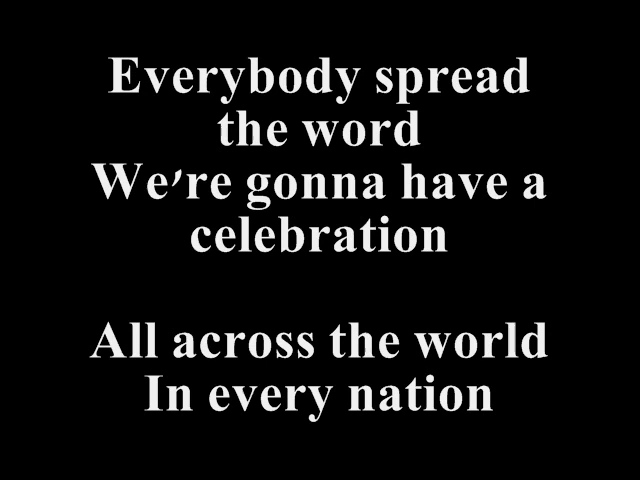 Everybody spread
the word
We're gonna have a
celebration
All across the world
In every nation